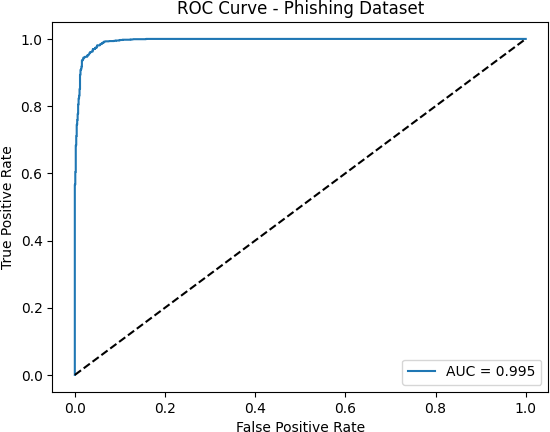 ROC Curve - Phishing Dataset
True Positive Rate
1.0
0.8
0.6
0.4
0.2
0.0
AUC = 0.995
0.0 0.2 0.4 0.6 0.8 1.0
False Positive Rate